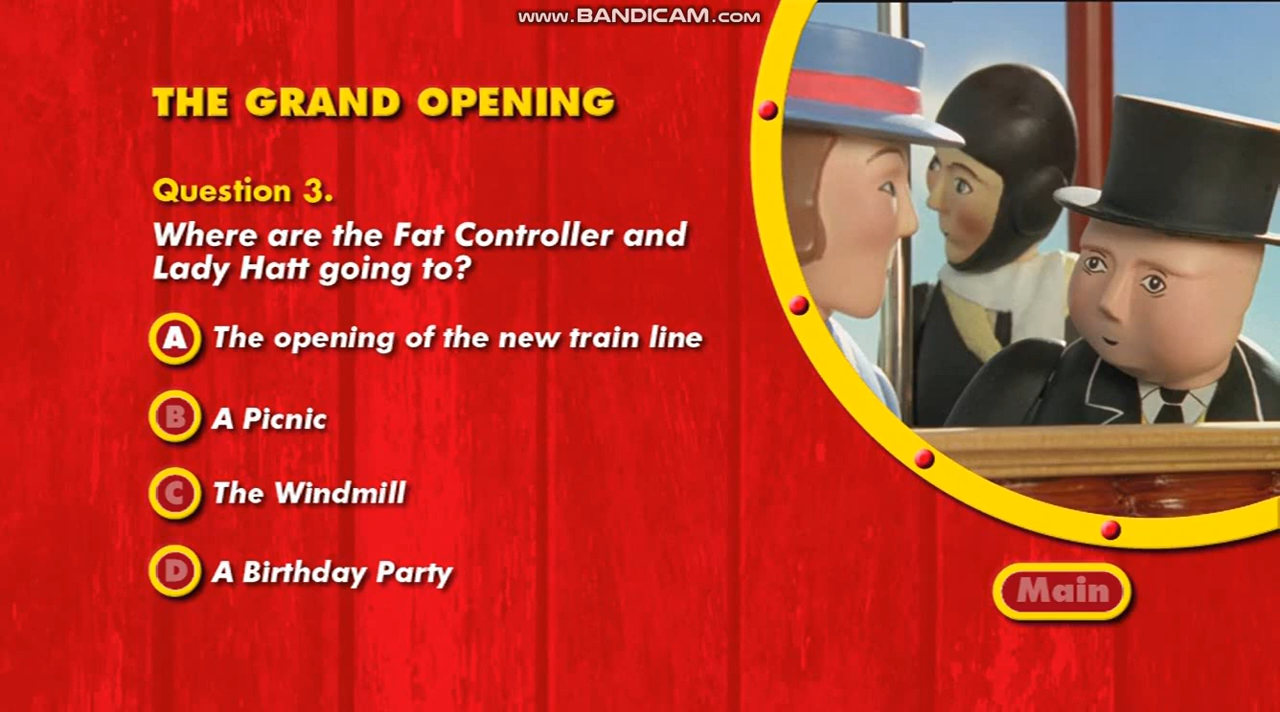 www.BANDICAM.com
THE GRAND OPENING
Question 3.
Where are the Fat Controller and
Lady Hatt going to?
A The opening of the new train line
B A Picnic
C The Windmill
D A Birthday Party
Main